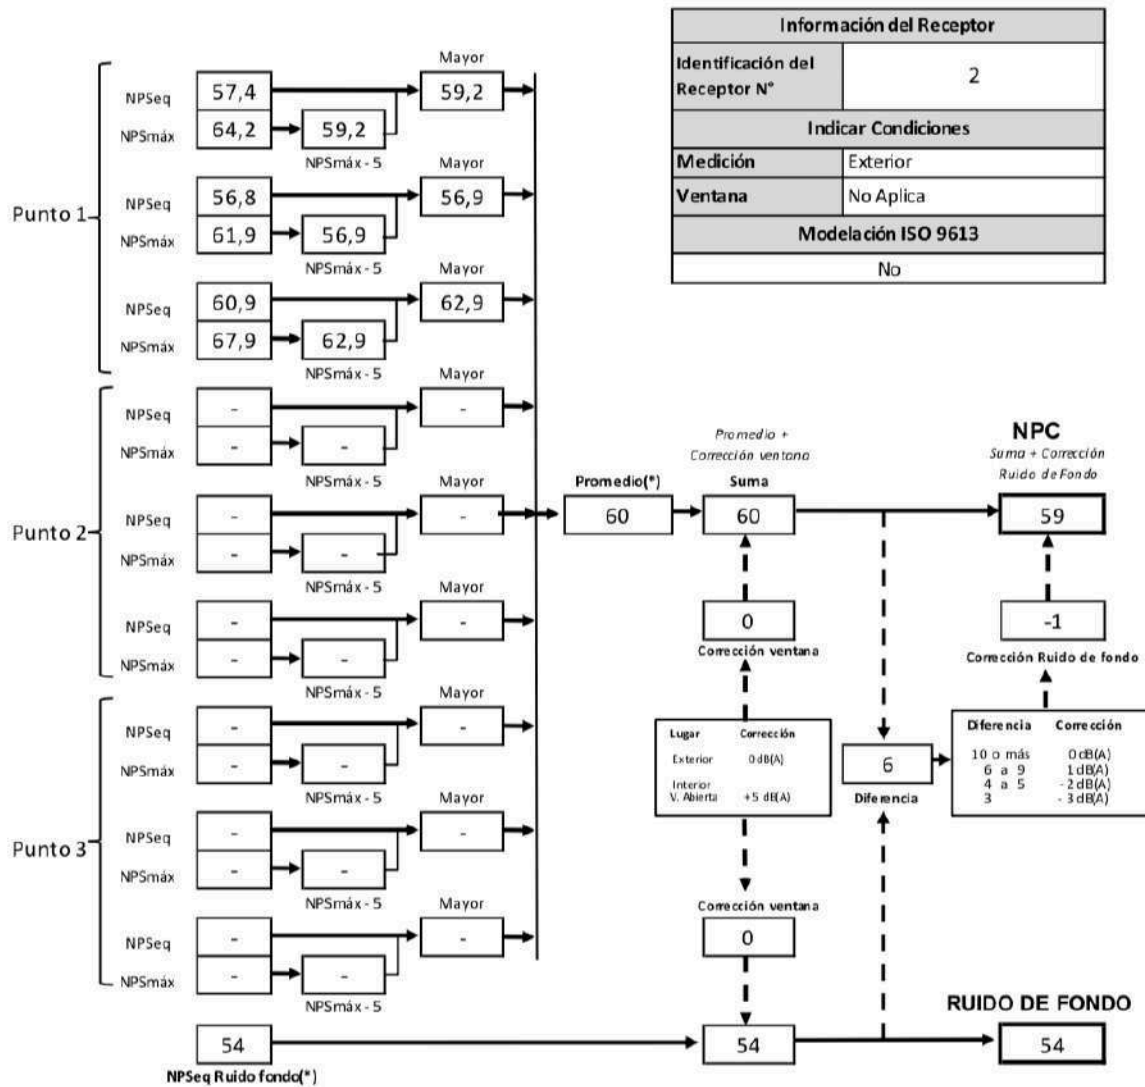 Información del Receptor
Identificación del
Receptor N°
2
Indicar Condiciones
Medición Exterior
Ventana No Aplica
Modelación ISO 9613
No
Punto 1
Mayor
NPSeq 57,4 59,2
NPSmáx 64,2 59,2
NPSmáx - 5
Mayor
NPSeq 56,8 56,9
NPSmáx 61,9 56,9
NPSmáx - 5
Mayor
NPSeq 60,9 62,9
NPSmáx 67,9 62,9
NPSmáx - 5
Punto 2
Mayor
NPSeq - -
NPSmáx - -
NPSmáx - 5
Mayor
NPSeq - -
NPSmáx - -
NPSmáx - 5
Mayor
NPSeq - -
NPSmáx - -
NPSmáx - 5
Punto 3
Mayor
NPSeq - -
NPSmáx - -
NPSmáx - 5
Mayor
NPSeq - -
NPSmáx - -
NPSmáx - 5
Mayor
NPSeq - -
NPSmáx - -
NPSmáx - 5
54
NPSeq Ruido fondo(*)
Promedio(*)
60
Promedio +
Corrección ventana
Suma
60
0
Corrección ventana
Lugar Corrección
Exterior 0 dB(A)
Interior
V. Abierta +5 dB(A)
Corrección ventana
0
54
6
Diferencia
NPC
Suma + Corrección
Ruido de Fondo
59
-1
Corrección Ruido de fondo
Diferencia Corrección
10 o más 0 dB(A)
6 a 9 1 dB(A)
4 a 5 -2 dB(A)
3 - 3 dB(A)
RUIDO DE FONDO
54